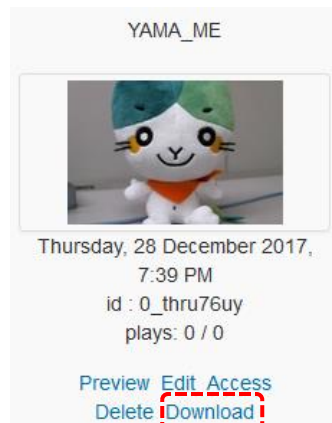 YAMA_ME
Thursday, 28 December 2017,
7:39 PM
id : 0_thru76uy
plays: 0 / 0
Preview Edit Access
Delete Download